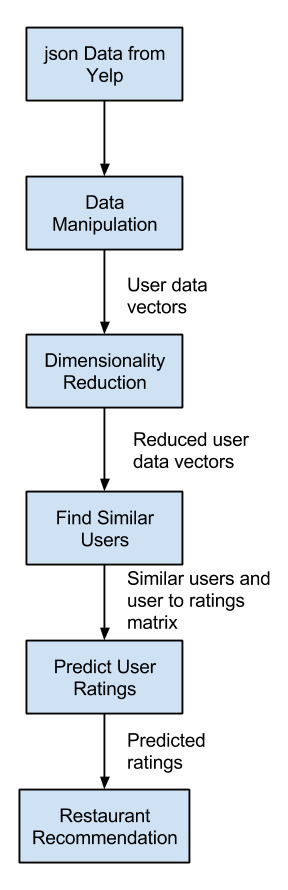 json Data from
Yelp
Data
Manipulation
User data
vectors
Dimensionality
Reduction
Reduced user
data vectors
Find Similar
Users
Similar users and
user to ratings
matrix
Predict User
Ratings
Predicted
ratings
Restaurant
Recommendation